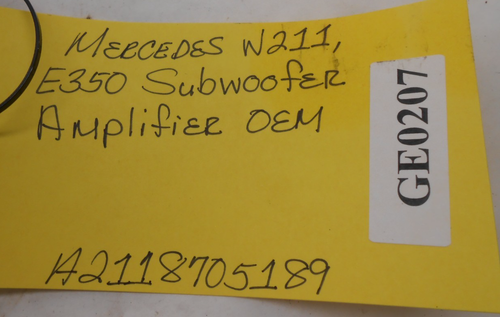 Mercedes W211,
E350 Subwoofer
Amplifier OEM
GE0207
A2118705189